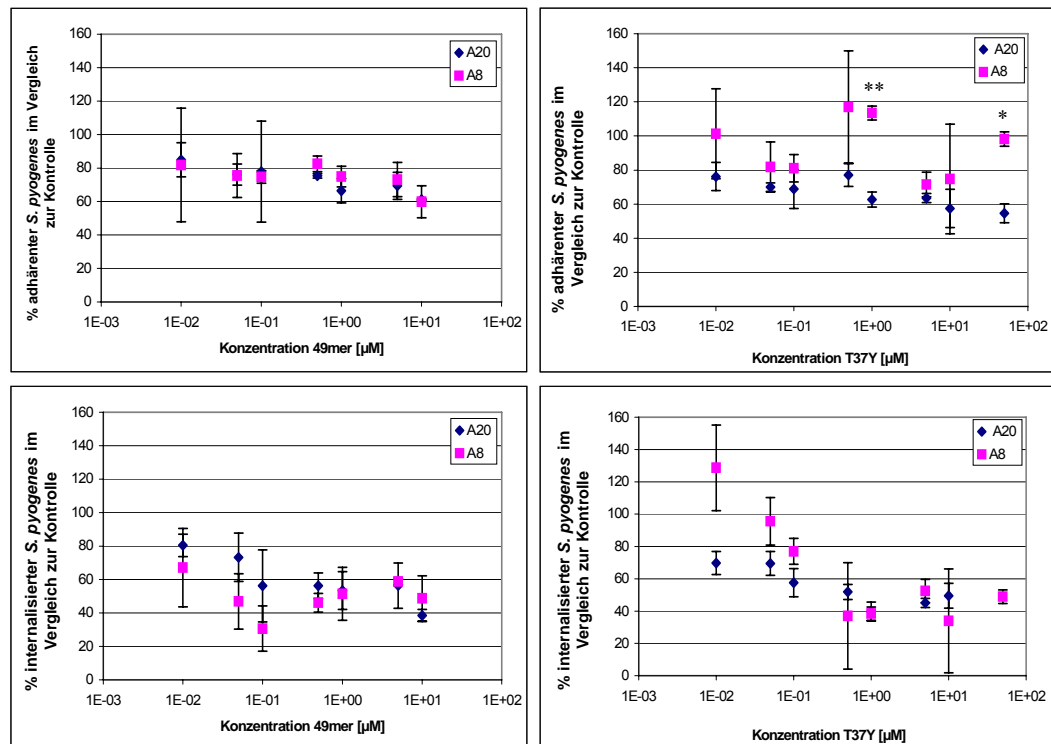 % adhärenter S. pyogenes im Vergleich
zur Kontrolle
160
140
120
100
80
60
40
20
0
1E-03 1E-02 1E-01 1E+00 1E+01 1E+02
Konzentration 49mer [µM]
A20
A8
% adhärenter S. pyogenes im
Vergleich zur Kontrolle
160
140
120
100
80
60
40
20
0
1E-03 1E-02 1E-01 1E+00 1E+01 1E+02
Konzentration T37Y [µM]
A20
A8
**
*
% internalisierter S. pyogenes im
Vergleich zur Kontrolle
160
140
120
100
80
60
40
20
0
1E-03 1E-02 1E-01 1E+00 1E+01 1E+02
Konzentration 49mer [µM]
A20
A8
% internalisierter S. pyogenes im
Vergleich zur Kontrolle
160
140
120
100
80
60
40
20
0
1E-03 1E-02 1E-01 1E+00 1E+01 1E+02
Konzentration T37Y [µM]
A20
A8